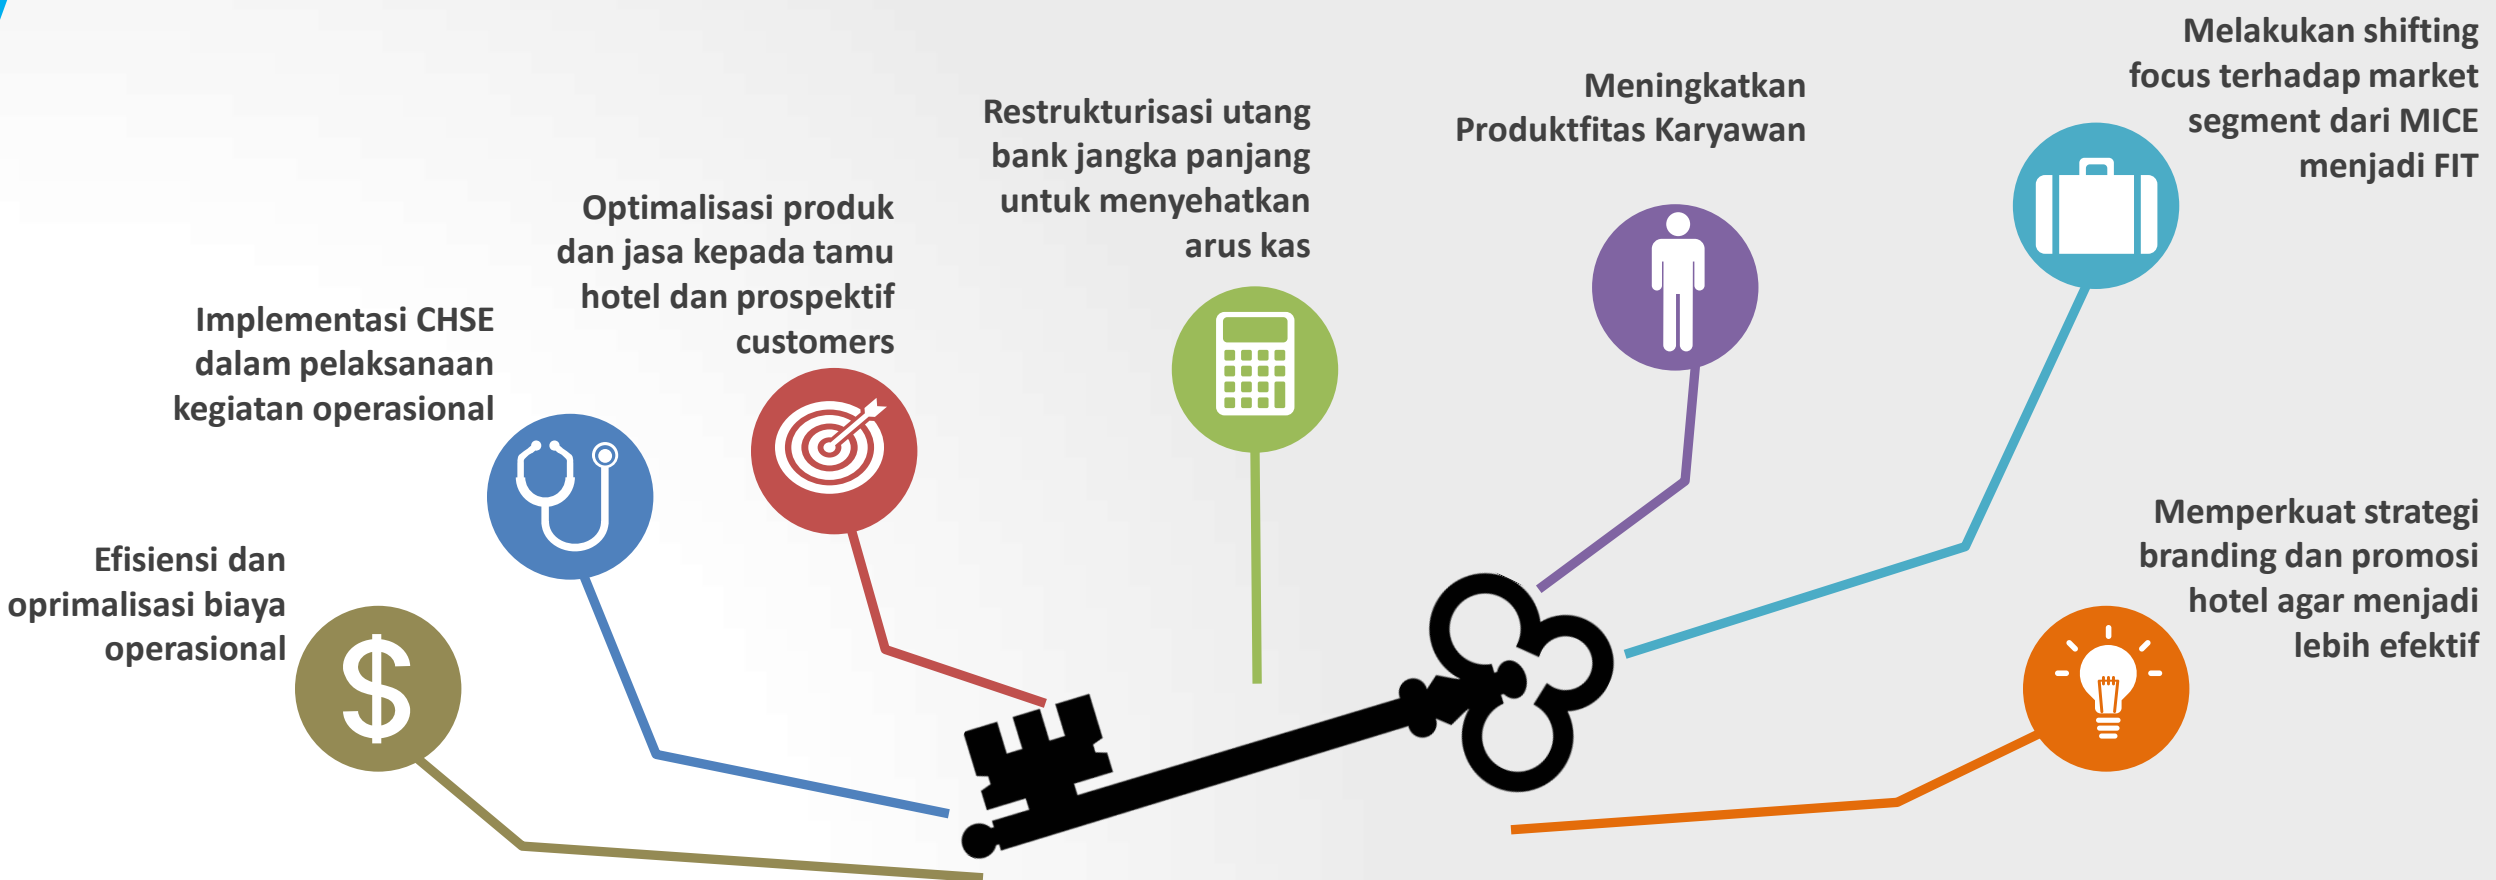 Efisiensi dan
oprimalisasi biaya
operasional
Implementasi CHSE
dalam pelaksanaan
kegiatan operasional
Optimalisasi produk
dan jasa kepada tamu
hotel dan prospektif
customers
Restrukturisasi utang
bank jangka panjang
untuk menyehatkan
arus kas
Meningkatkan
Produktfitas Karyawan
Melakukan shifting
focus terhadap market
segment dari MICE
menjadi FIT
Memperkuat strategi
branding dan promosi
hotel agar menjadi
lebih efektif